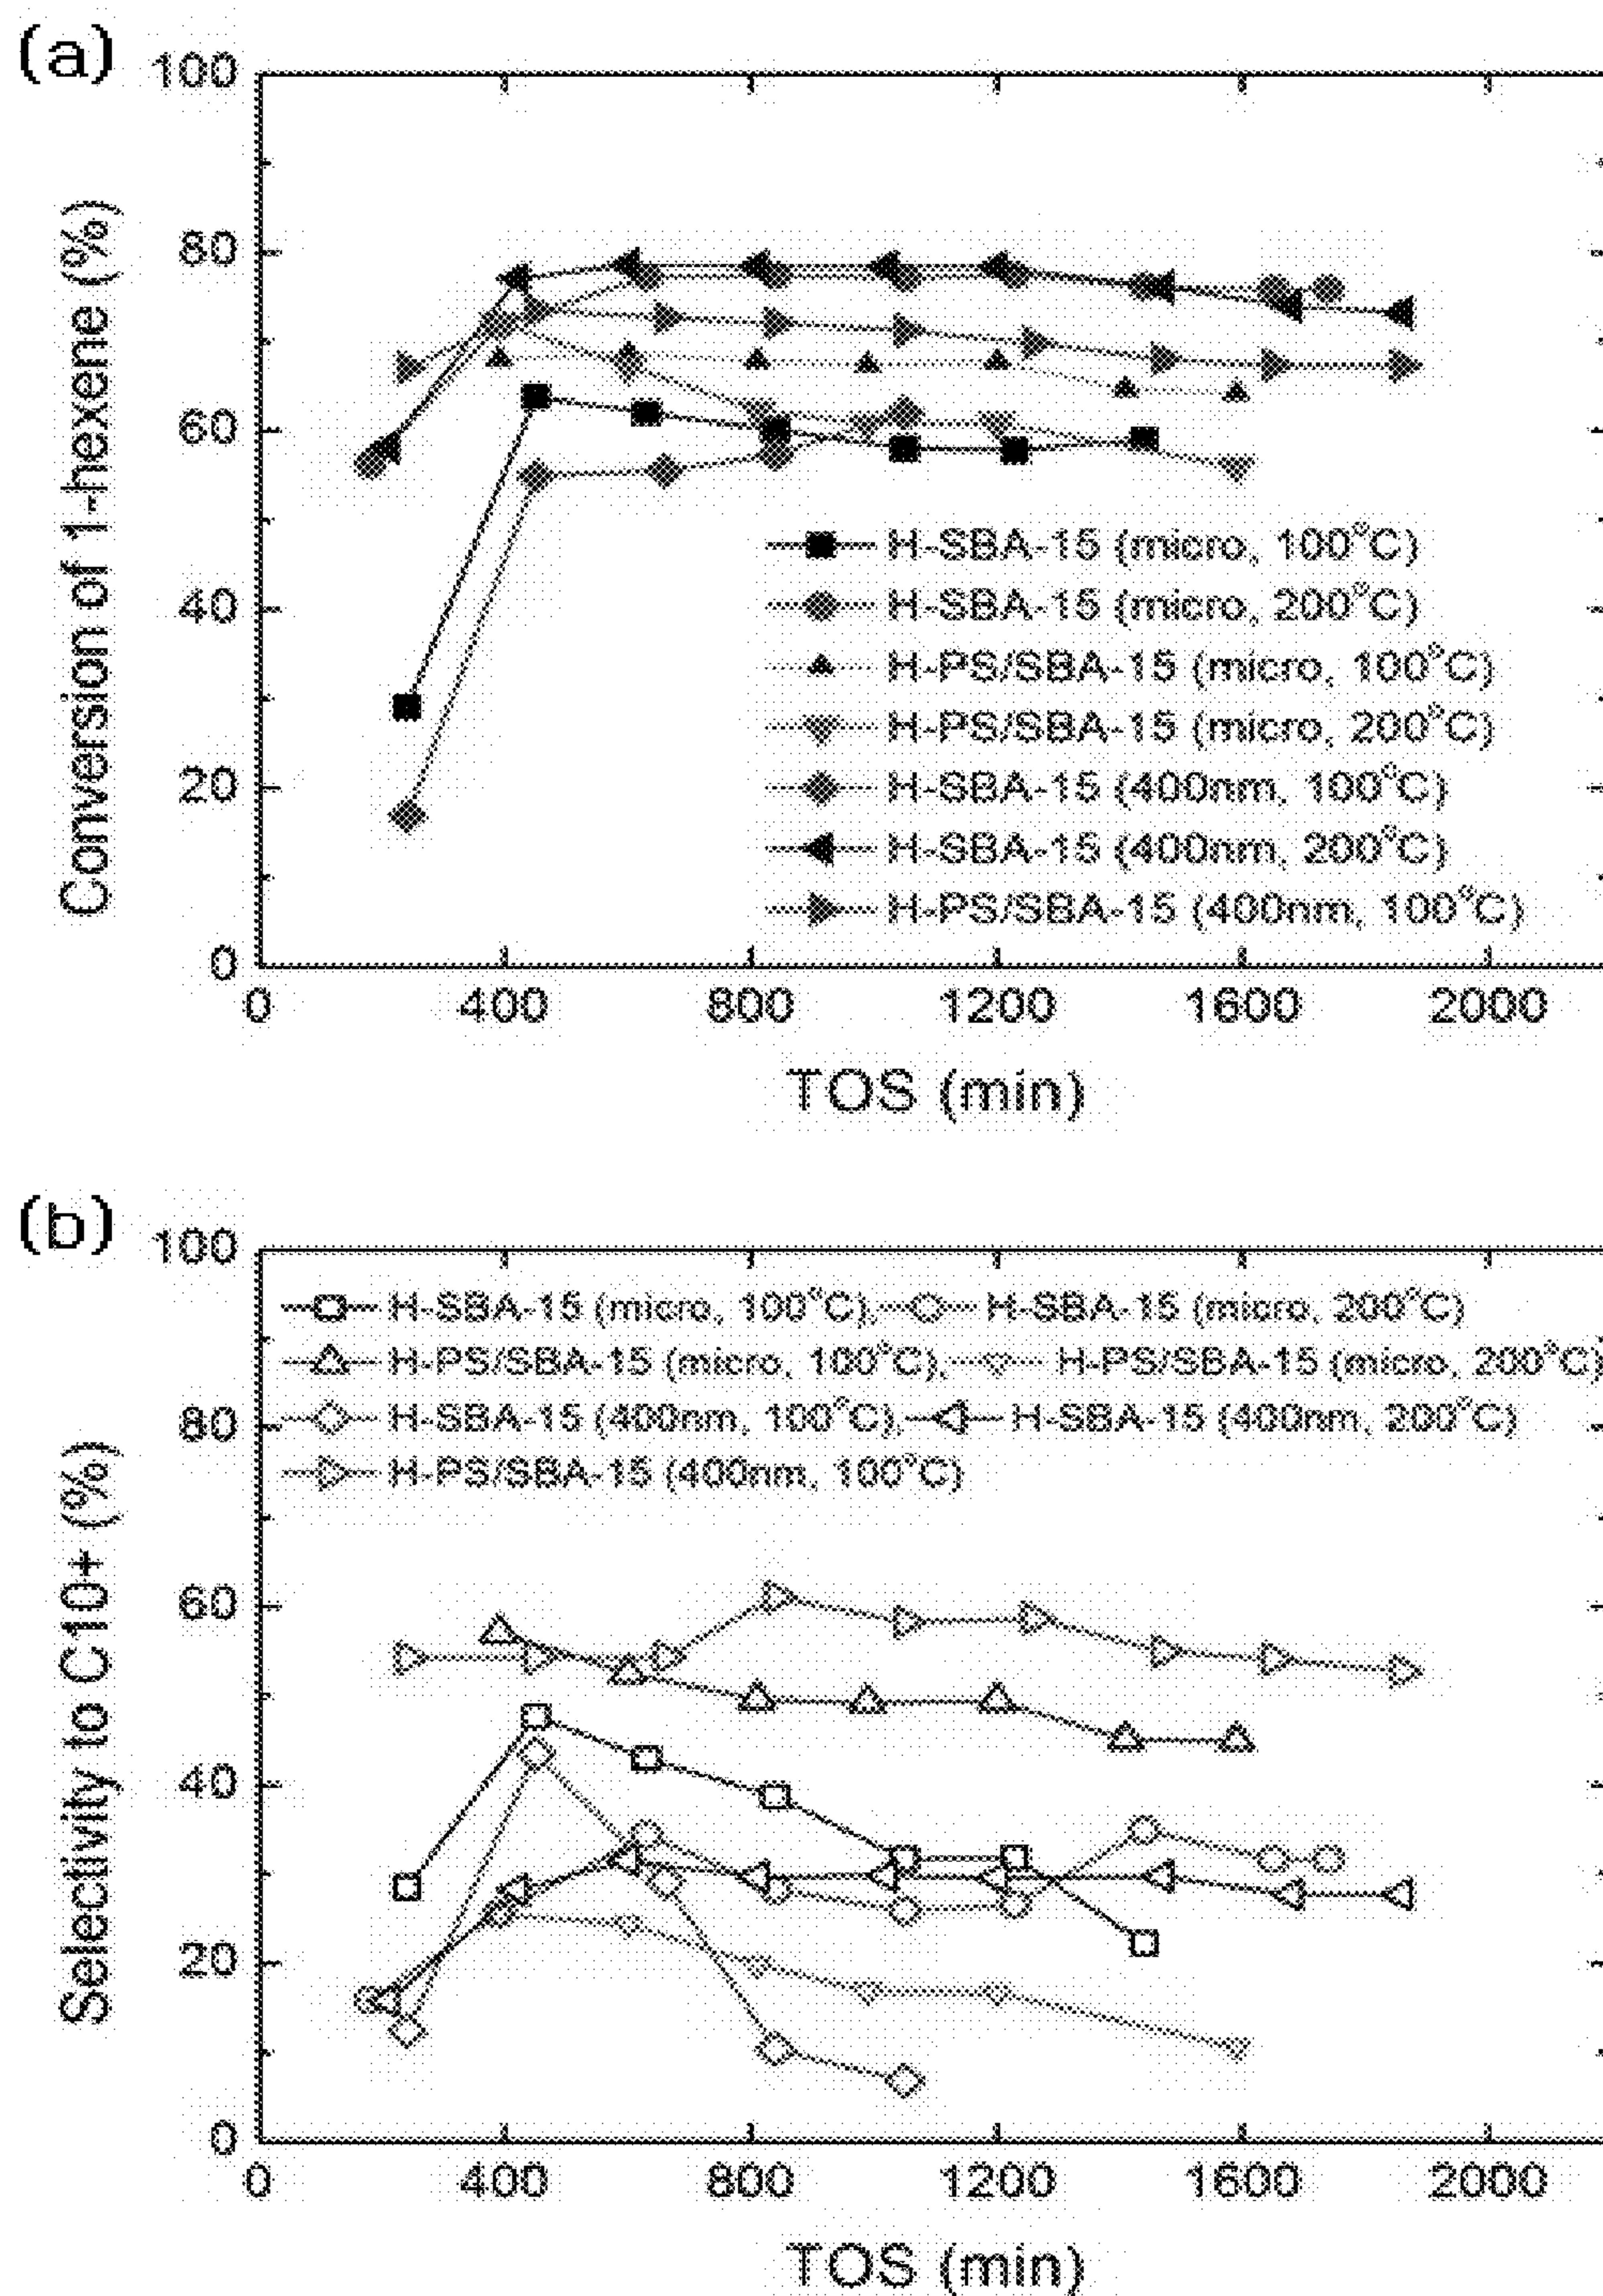 (a)
100
80
60
40
20
0
Conversion of 1-hexene (%)
H-SBA-15 (micro, 100°C)
H-SBA-15 (micro, 200°C)
H-PS/SBA-15 (micro, 100°C)
H-PS/SBA-15 (micro, 200°C)
H-SBA-15 (400nm, 100°C)
H-SBA-15 (400nm, 200°C)
H-PS/SBA-15 (400nm, 100°C)
0 400 800 1200 1600 2000
TOS (min)
(b)
100
80
60
40
20
0
Selectivity to C10+ (%)
H-SBA-15 (micro, 100°C), H-SBA-15 (micro, 200°C)
H-PS/SBA-15 (micro, 100°C), H-PS/SBA-15 (micro, 200°C)
H-SBA-15 (400nm, 100°C), H-SBA-15 (400nm, 200°C)
H-PS/SBA-15 (400nm, 100°C)
0 400 800 1200 1600 2000
TOS (min)